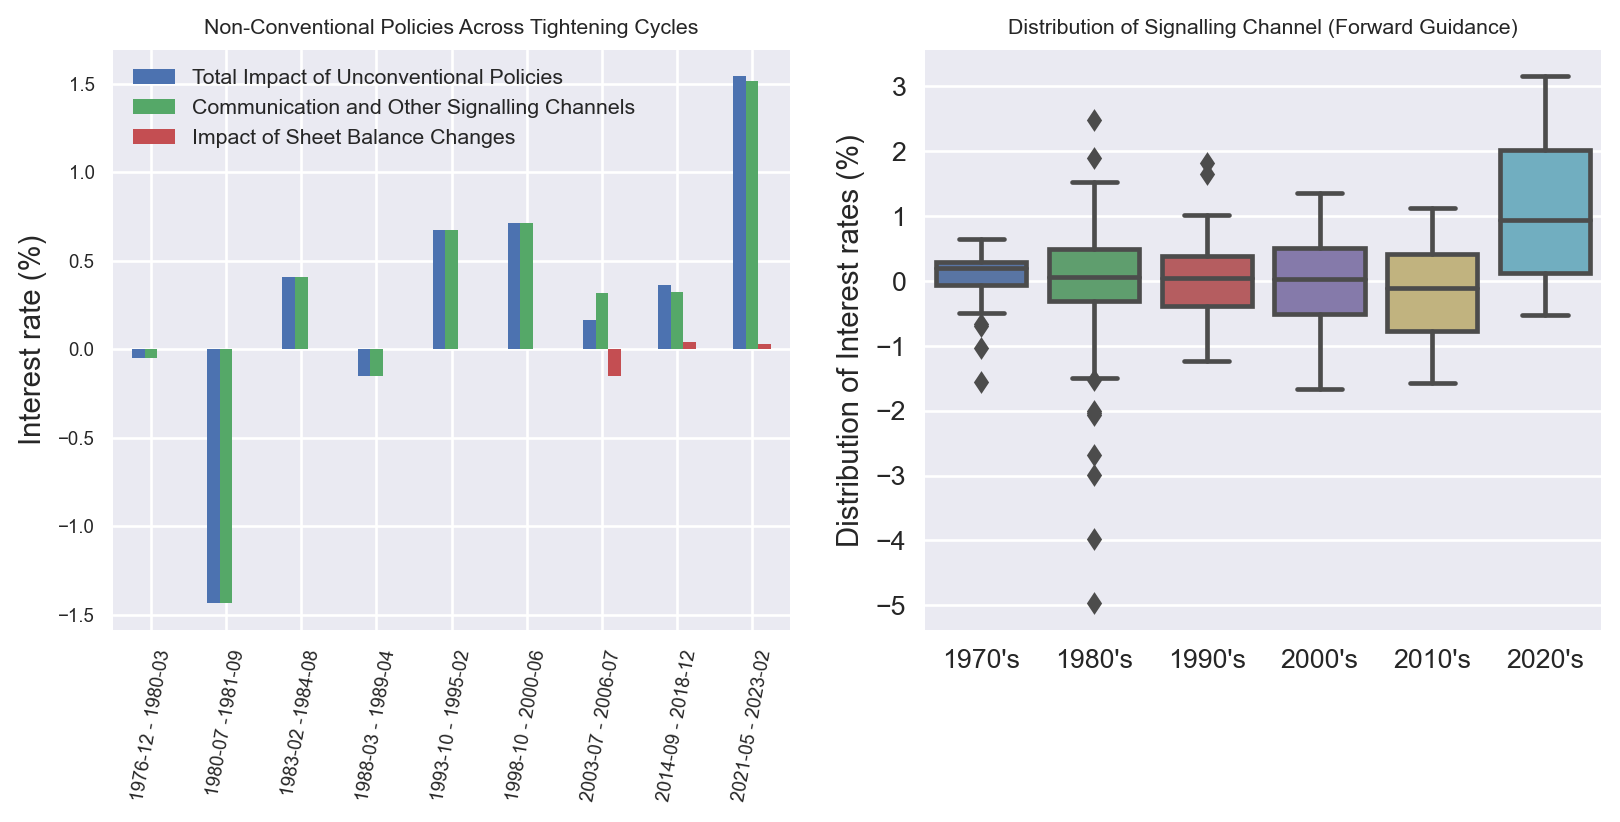 Non-Conventional Policies Across Tightening Cycles
Total Impact of Unconventional Policies
Communication and Other Signalling Channels
Impact of Sheet Balance Changes
Interest rate (%)
1.5
1.0
0.5
0.0
−0.5
−1.0
−1.5
1976-12 - 1980-03
1980-07 -1981-09
1983-02 -1984-08
1988-03 - 1989-04
1993-10 - 1995-02
1998-10 - 2000-06
2003-07 - 2006-07
2014-09 - 2018-12
2021-05 - 2023-02
Distribution of Signalling Channel (Forward Guidance)
Distribution of Interest rates (%)
3
2
1
0
−1
−2
−3
−4
−5
1970's
1980's
1990's
2000's
2010's
2020's